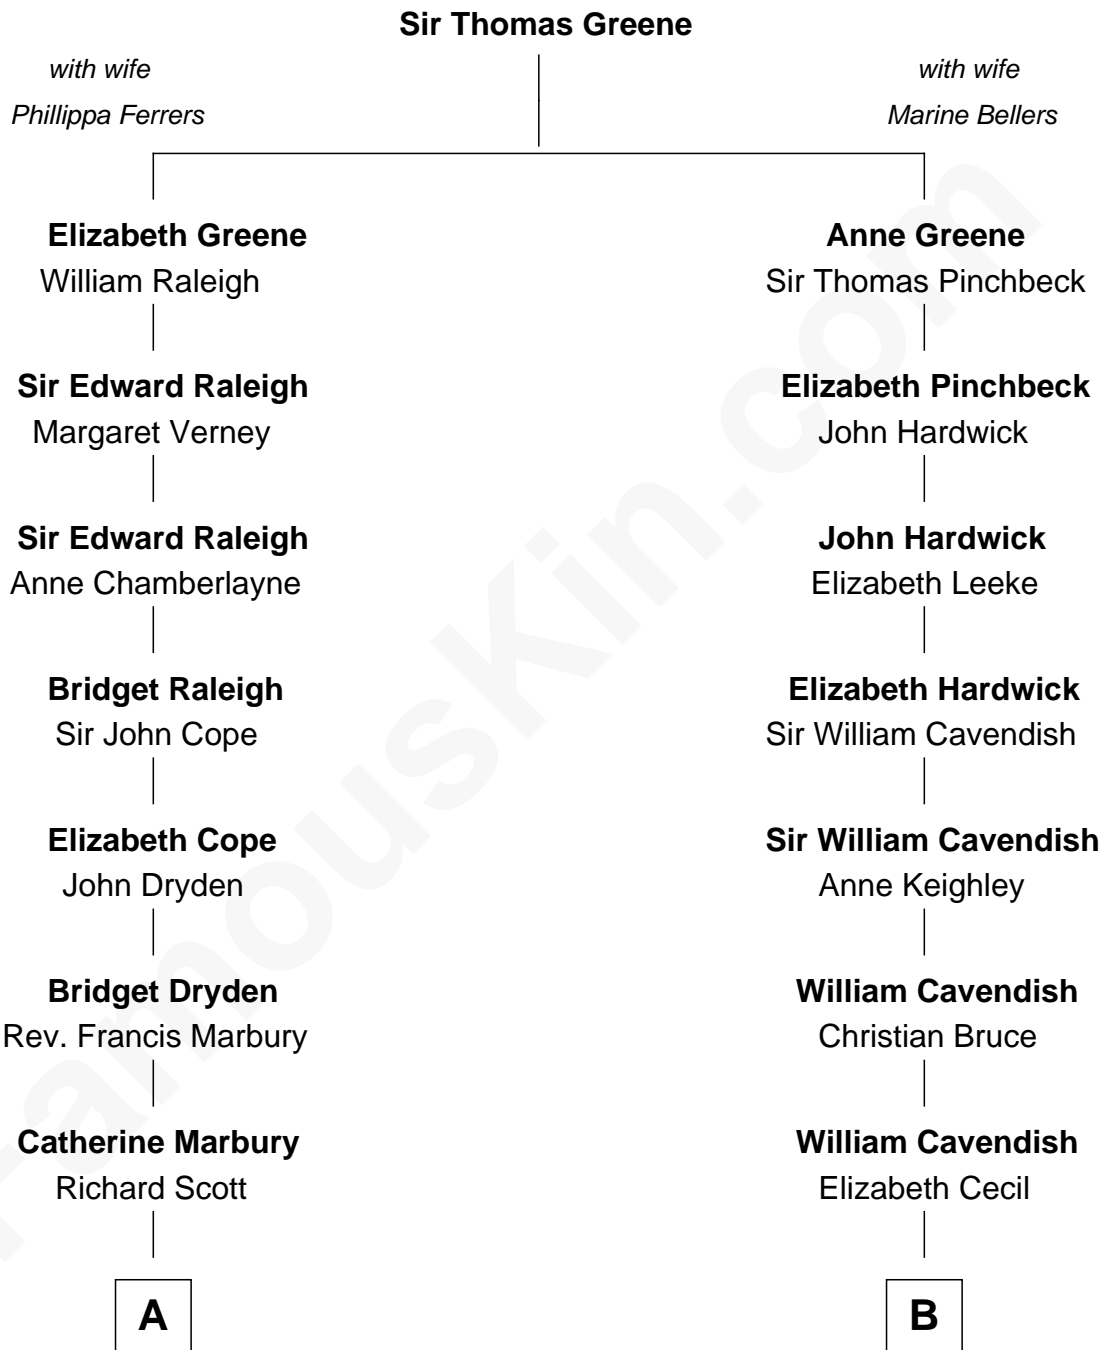 Sir Thomas Greene
with wife
Phillippa Ferrers
with wife
Marine Bellers
Elizabeth Greene
William Raleigh
Anne Greene
Sir Thomas Pinchbeck
Sir Edward Raleigh
Margaret Verney
Elizabeth Pinchbeck
John Hardwick
Sir Edward Raleigh
Anne Chamberlayne
John Hardwick
Elizabeth Leeke
Bridget Raleigh
Sir John Cope
Elizabeth Hardwick
Sir William Cavendish
Elizabeth Cope
John Dryden
Sir William Cavendish
Anne Keighley
Bridget Dryden
Rev. Francis Marbury
William Cavendish
Christian Bruce
Catherine Marbury
Richard Scott
William Cavendish
Elizabeth Cecil
A
B
FamousKin.com